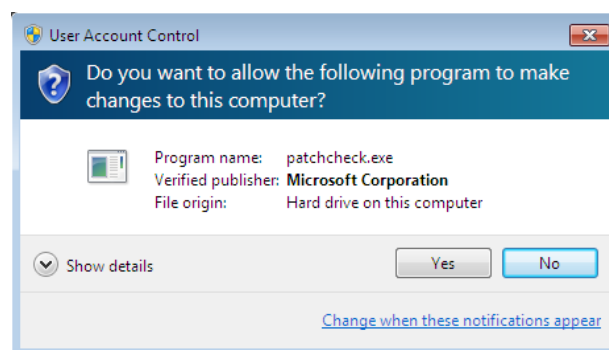 User Account Control
Do you want to allow the following program to make
changes to this computer?
Program name: patchcheck.exe
Verified publisher: Microsoft Corporation
File origin: Hard drive on this computer
Show details
Yes
No
Change when these notifications appear